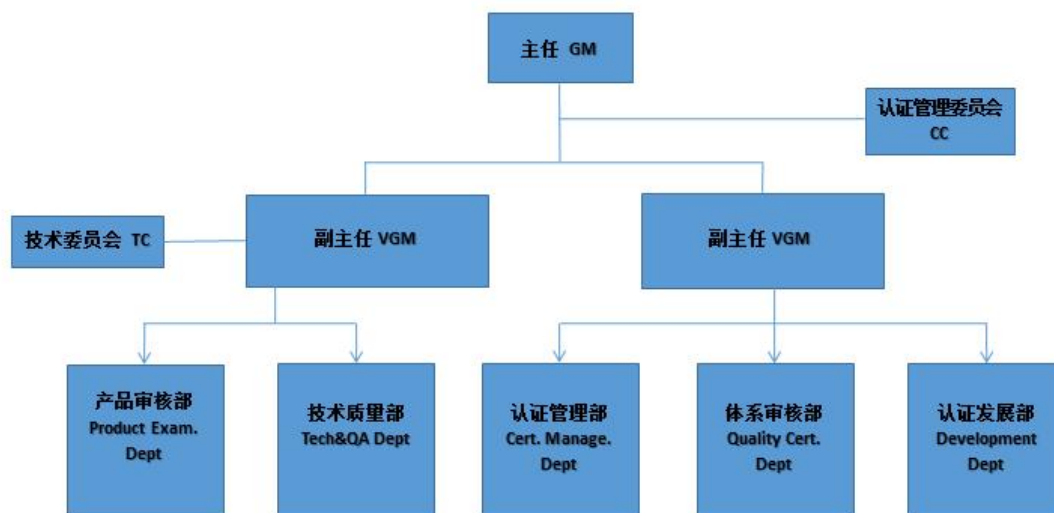 主任 GM
认证管理委员会
CC
技术委员会 TC
副主任 VGM
副主任 VGM
产品审核部
Product Exam.
Dept
技术质量部
Tech&QA Dept
认证管理部
Cert. Manage.
Dept
体系审核部
Quality Cert.
Dept
认证发展部
Development
Dept